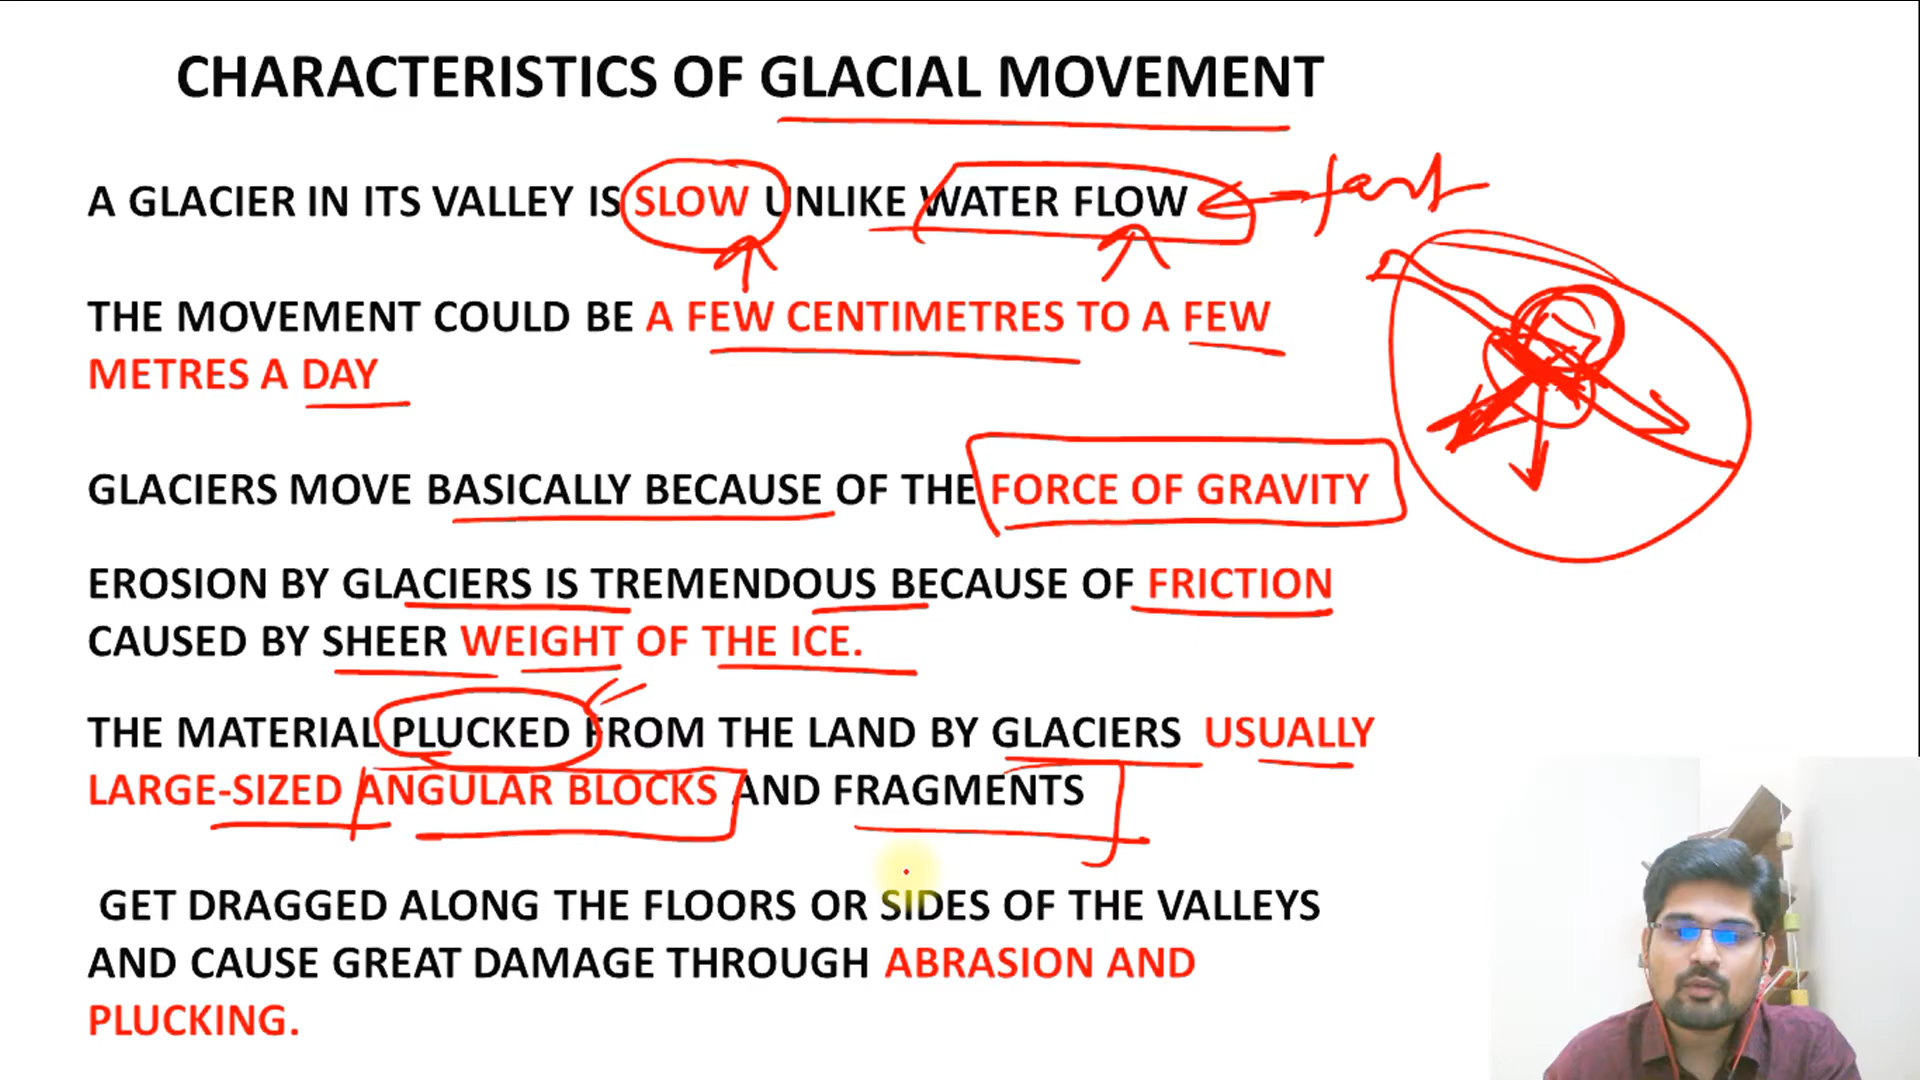 CHARACTERISTICS OF GLACIAL MOVEMENT
A GLACIER IN ITS VALLEY IS SLOW UNLIKE WATER FLOW fast
THE MOVEMENT COULD BE A FEW CENTIMETRES TO A FEW
METRES A DAY
GLACIERS MOVE BASICALLY BECAUSE OF THE FORCE OF GRAVITY
EROSION BY GLACIERS IS TREMENDOUS BECAUSE OF FRICTION
CAUSED BY SHEER WEIGHT OF THE ICE.
THE MATERIAL PLUCKED FROM THE LAND BY GLACIERS USUALLY
LARGE-SIZED ANGULAR BLOCKS AND FRAGMENTS
GET DRAGGED ALONG THE FLOORS OR SIDES OF THE VALLEYS
AND CAUSE GREAT DAMAGE THROUGH ABRASION AND
PLUCKING.